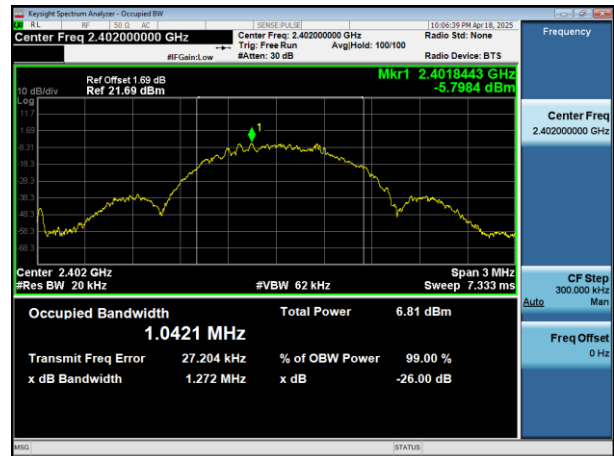 Keysight Spectrum Analyzer - Occupied BW
RL RF 50 Ω AC SENSE:PULSE 10:06:39 PM Apr 18, 2025
Center Freq 2.402000000 GHz Center Freq: 2.402000000 GHz Radio Std: None
Trig: Free Run Avg|Hold: 100/100
#IFGain:Low #Atten: 30 dB Radio Device: BTS
Frequency
Ref Offset 1.69 dB Mkr1 2.4018443 GHz
10 dB/div Ref 21.69 dBm -5.7984 dBm
Log
11.7
1.69
-8.31
-18.3
-28.3
-38.3
-48.3
-58.3
-68.3
1
Center 2.402 GHz Span 3 MHz
#Res BW 20 kHz #VBW 62 kHz Sweep 7.333 ms
Occupied Bandwidth Total Power 6.81 dBm
1.0421 MHz
Transmit Freq Error 27.204 kHz % of OBW Power 99.00 %
x dB Bandwidth 1.272 MHz x dB -26.00 dB
Center Freq
2.402000000 GHz
CF Step
300.000 kHz
Auto Man
Freq Offset
0 Hz
MSG STATUS